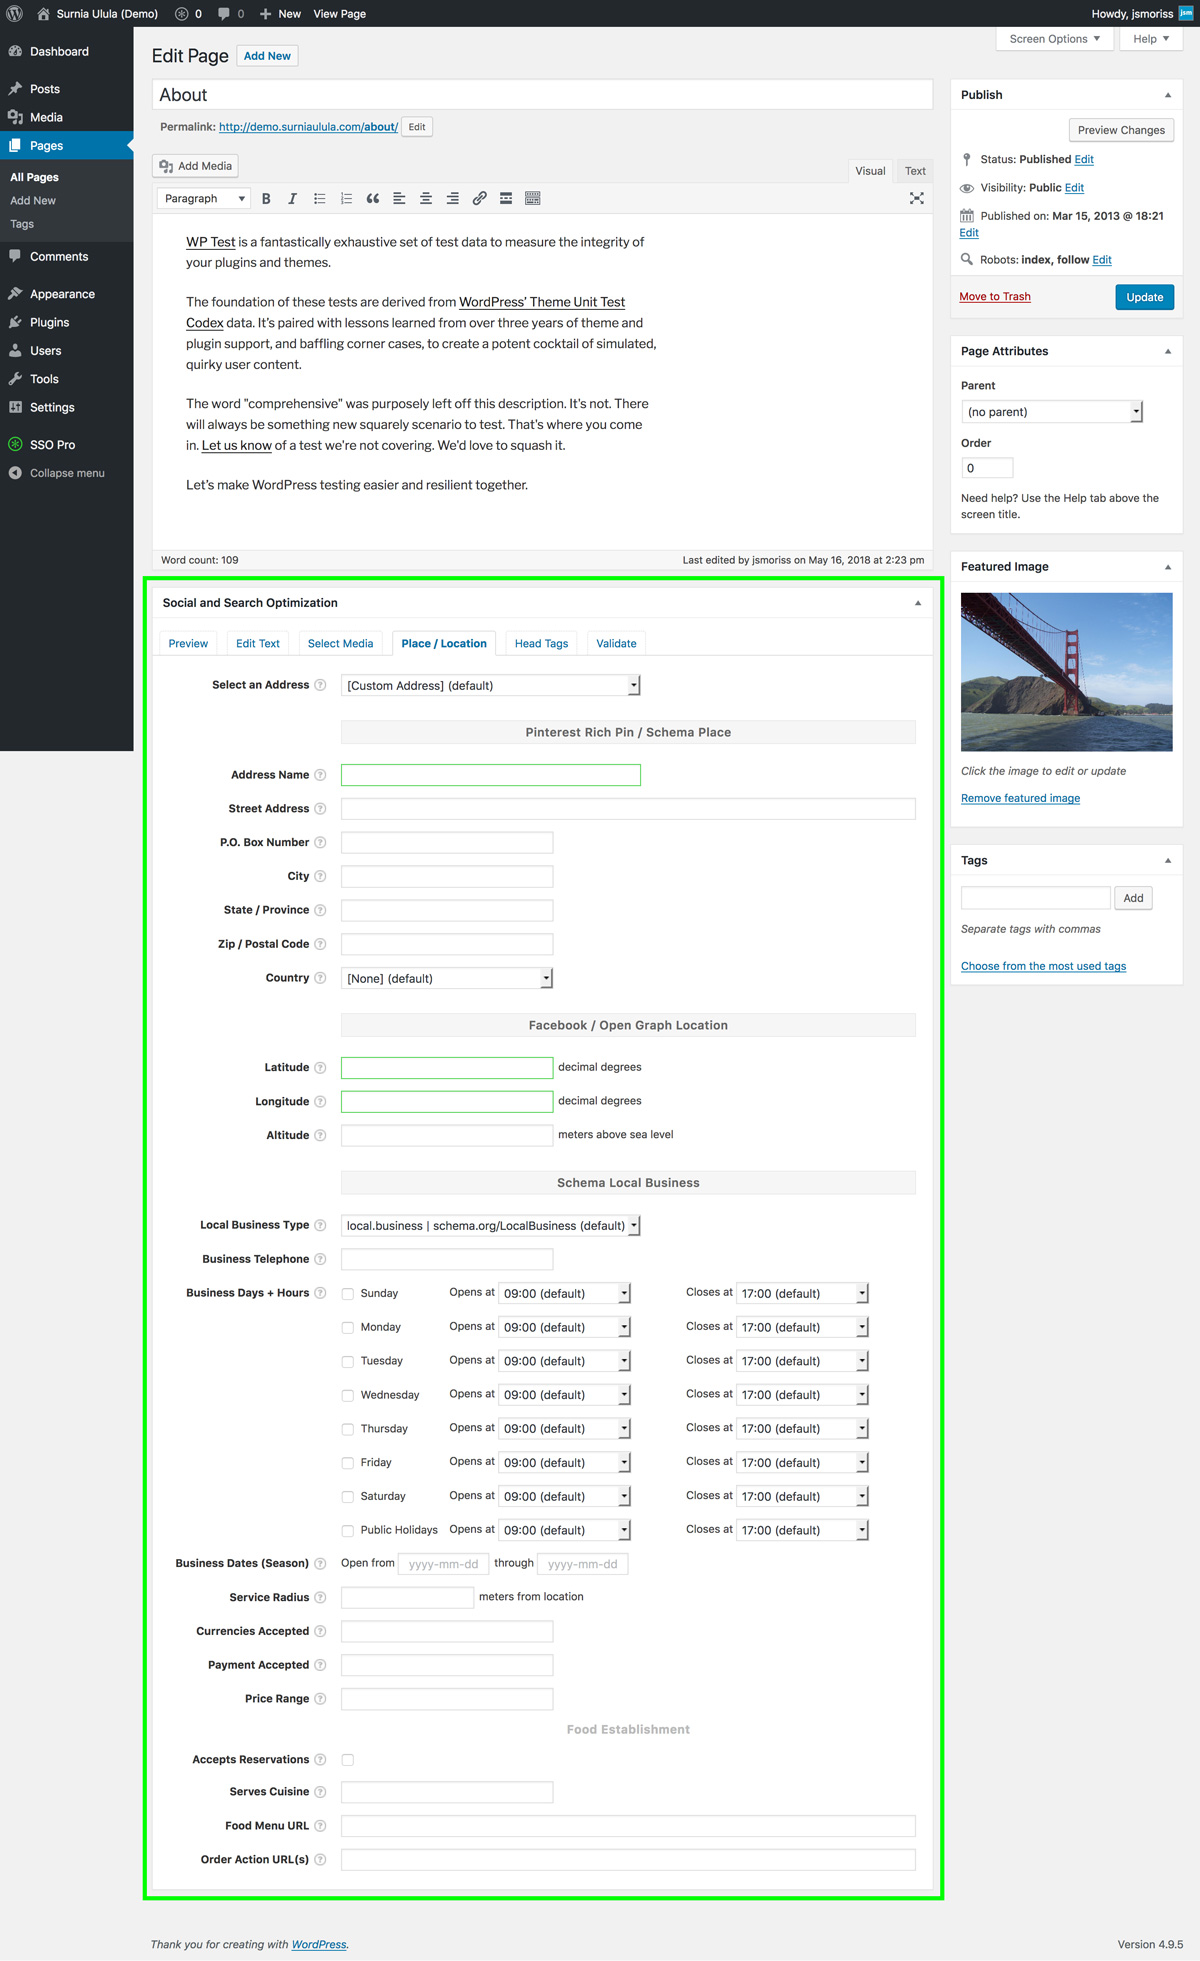 Surnia Ulula (Demo) 0 0 New View Page Howdy, jsmoriss jsm
Dashboard
Posts
Media
Pages
All Pages
Add New
Tags
Comments
Appearance
Plugins
Users
Tools
Settings
SSO Pro
Collapse menu
Screen Options Help
Edit Page Add New
About
Permalink: http://demo.surniaulula.com/about/ Edit
Add Media
Visual Text
Paragraph B I
WP Test is a fantastically exhaustive set of test data to measure the integrity of
your plugins and themes.
The foundation of these tests are derived from WordPress’ Theme Unit Test
Codex data. It’s paired with lessons learned from over three years of theme and
plugin support, and baffling corner cases, to create a potent cocktail of simulated,
quirky user content.
The word "comprehensive" was purposely left off this description. It's not. There
will always be something new squarely scenario to test. That’s where you come
in. Let us know of a test we're not covering. We'd love to squash it.
Let’s make WordPress testing easier and resilient together.
Word count: 109 Last edited by jsmoriss on May 16, 2018 at 2:23 pm
Social and Search Optimization
Preview Edit Text Select Media Place / Location Head Tags Validate
Select an Address ? [Custom Address] (default)
Pinterest Rich Pin / Schema Place
Address Name ?
Street Address ?
P.O. Box Number ?
City ?
State / Province ?
Zip / Postal Code ?
Country ? [None] (default)
Facebook / Open Graph Location
Latitude ? decimal degrees
Longitude ? decimal degrees
Altitude ? meters above sea level
Schema Local Business
Local Business Type ? local.business | schema.org/LocalBusiness (default)
Business Telephone ?
Business Days + Hours ? Sunday Opens at 09:00 (default) Closes at 17:00 (default)
Monday Opens at 09:00 (default) Closes at 17:00 (default)
Tuesday Opens at 09:00 (default) Closes at 17:00 (default)
Wednesday Opens at 09:00 (default) Closes at 17:00 (default)
Thursday Opens at 09:00 (default) Closes at 17:00 (default)
Friday Opens at 09:00 (default) Closes at 17:00 (default)
Saturday Opens at 09:00 (default) Closes at 17:00 (default)
Public Holidays Opens at 09:00 (default) Closes at 17:00 (default)
Business Dates (Season) ? Open from yyyy-mm-dd through yyyy-mm-dd
Service Radius ? meters from location
Currencies Accepted ?
Payment Accepted ?
Price Range ?
Food Establishment
Accepts Reservations ?
Serves Cuisine ?
Food Menu URL ?
Order Action URL(s) ?
Publish
Preview Changes
Status: Published Edit
Visibility: Public Edit
Published on: Mar 15, 2013 @ 18:21
Edit
Robots: index, follow Edit
Move to Trash Update
Page Attributes
Parent
(no parent)
Order
0
Need help? Use the Help tab above the
screen title.
Featured Image
Click the image to edit or update
Remove featured image
Tags
Add
Separate tags with commas
Choose from the most used tags
Thank you for creating with WordPress. Version 4.9.5